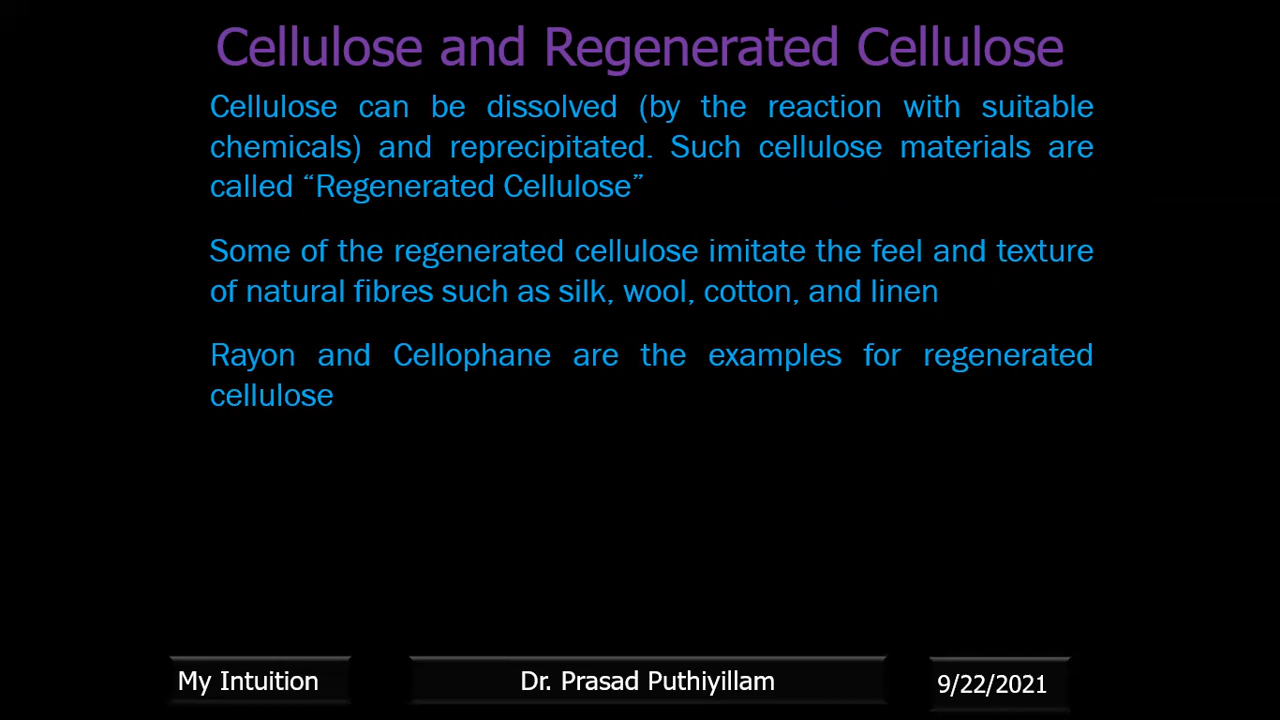 Cellulose and Regenerated Cellulose
Cellulose can be dissolved (by the reaction with suitable
chemicals) and reprecipitated. Such cellulose materials are
called “Regenerated Cellulose”
Some of the regenerated cellulose imitate the feel and texture
of natural fibres such as silk, wool, cotton, and linen
Rayon and Cellophane are the examples for regenerated
cellulose
My Intuition
Dr. Prasad Puthiyillam
9/22/2021